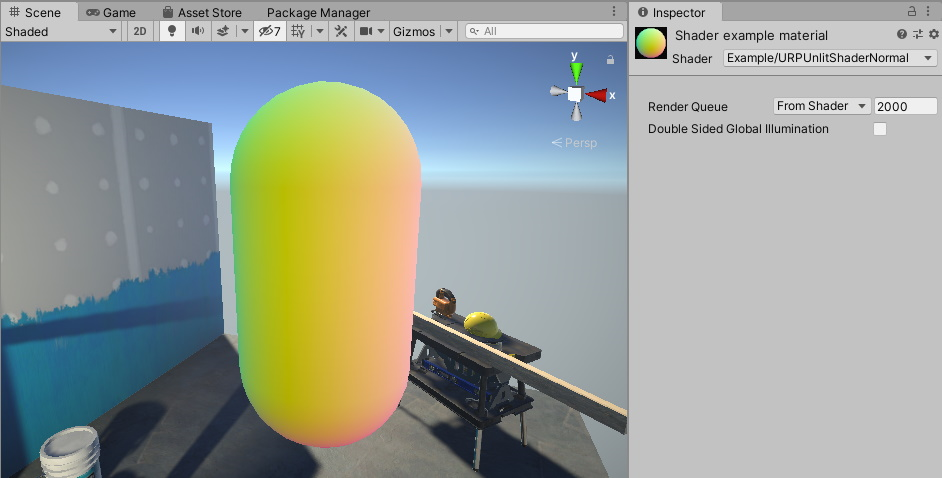 Scene
Game
Asset Store
Package Manager
Shaded
2D
7
Gizmos
All
y
x
Persp
Inspector
Shader example material
Shader
Example/URPUnlitShaderNormal
Render Queue
From Shader
2000
Double Sided Global Illumination